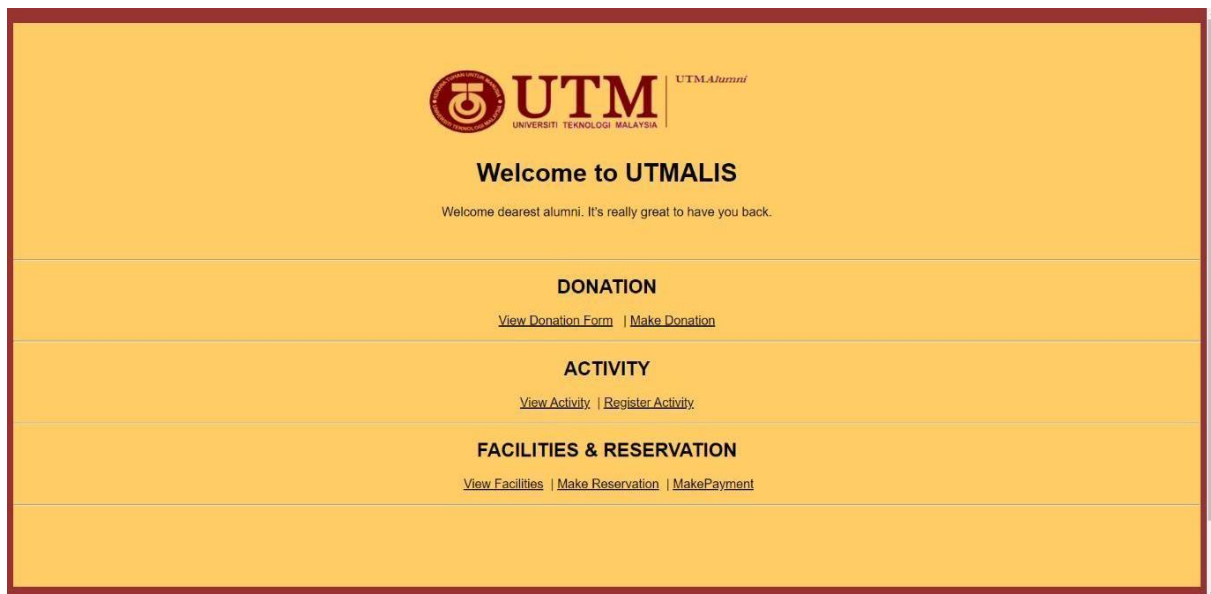 UTM
UTMAlumni
UNIVERSITI TEKNOLOGI MALAYSIA
Welcome to UTMALIS
Welcome dearest alumni. It's really great to have you back.
DONATION
View Donation Form | Make Donation
ACTIVITY
View Activity | Register Activity
FACILITIES & RESERVATION
View Facilities | Make Reservation | MakePayment